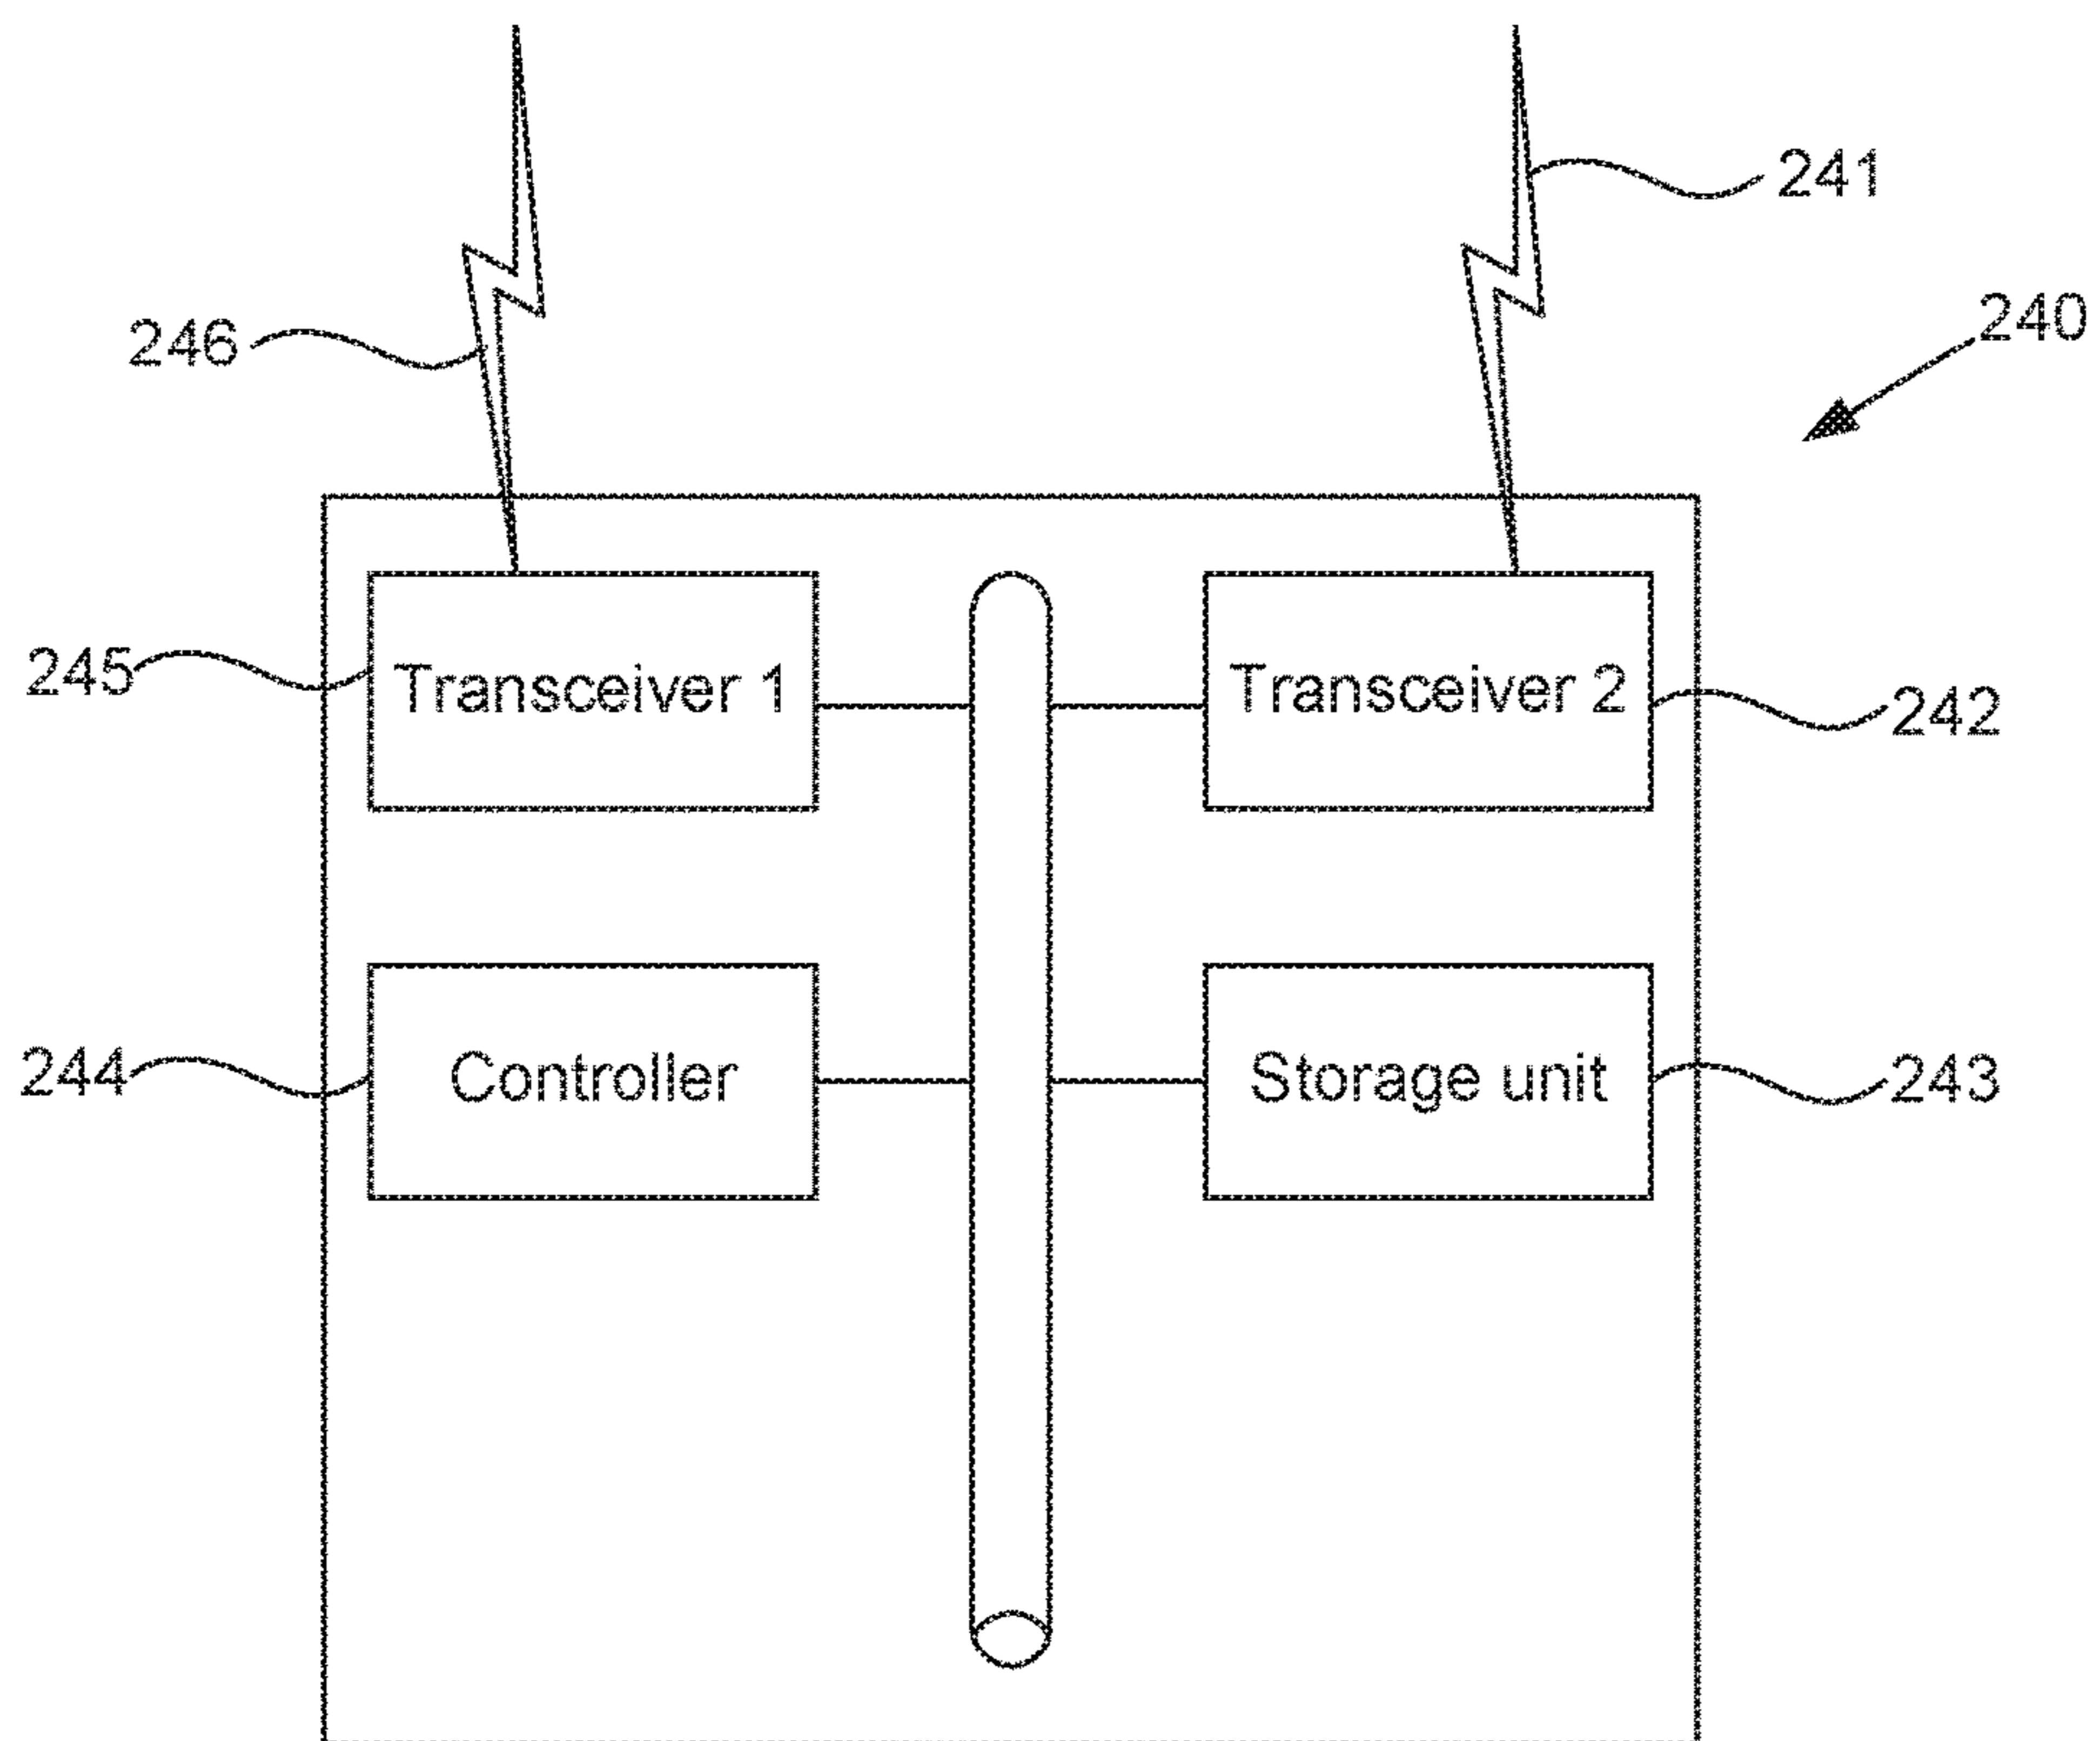 241
240
246
245
Transceiver 1
Transceiver 2
242
244
Controller
Storage unit
243